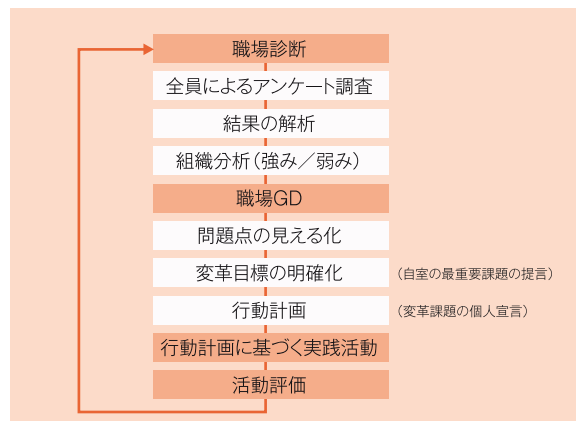 職場診断
全員によるアンケート調査
結果の解析
組織分析（強み／弱み）
職場GD
問題点の見える化
変革目標の明確化
（自室の最重要課題の提言）
行動計画
（変革課題の個人宣言）
行動計画に基づく実践活動
活動評価